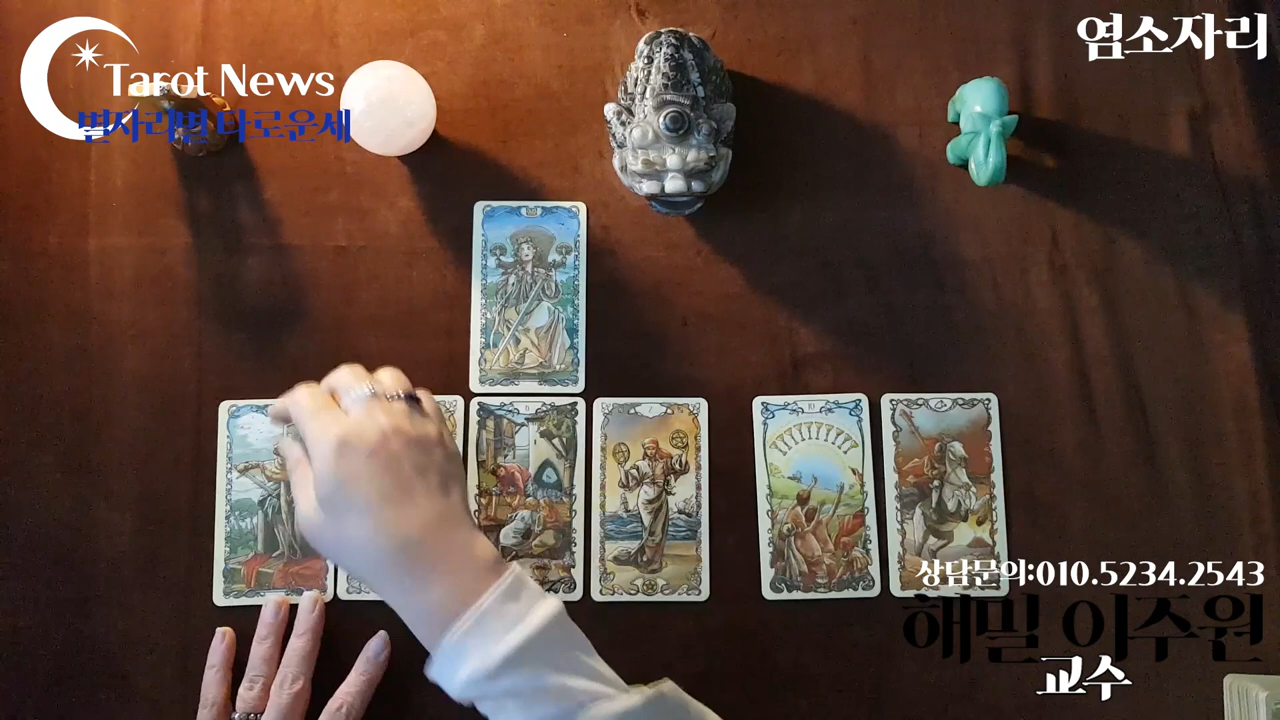 Tarot News
별자리별 타로운세
염소자리
10
상담문의:010.5234.2543
해밀 이주원
교수